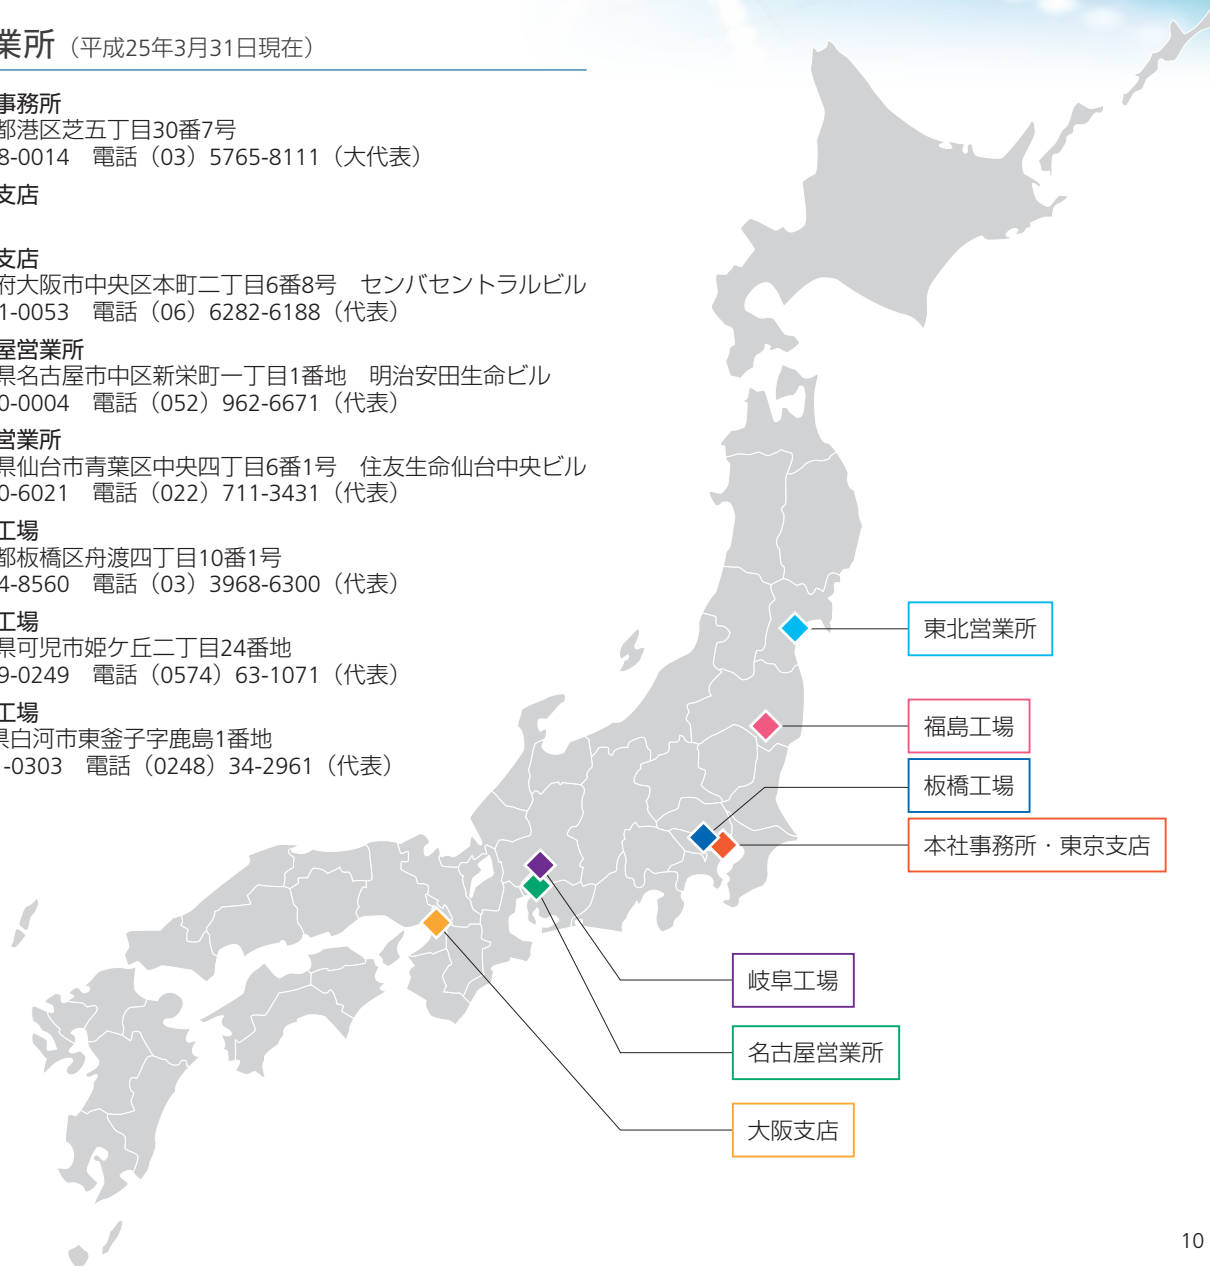 業所（平成25年3月31日現在）
事務所
都港区芝五丁目30番7号
8-0014　電話（03）5765-8111（大代表）
支店
支店
府大阪市中央区本町二丁目6番8号　センバセントラルビル
1-0053　電話（06）6282-6188（代表）
屋営業所
県名古屋市中区新栄町一丁目1番地　明治安田生命ビル
0-0004　電話（052）962-6671（代表）
営業所
県仙台市青葉区中央四丁目6番1号　住友生命仙台中央ビル
0-6021　電話（022）711-3431（代表）
工場
都板橋区舟渡四丁目10番1号
4-8560　電話（03）3968-6300（代表）
工場
県可児市姫ケ丘二丁目24番地
9-0249　電話（0574）63-1071（代表）
工場
県白河市東釜子字鹿島1番地
-0303　電話（0248）34-2961（代表）
東北営業所
福島工場
板橋工場
本社事務所・東京支店
岐阜工場
名古屋営業所
大阪支店
10